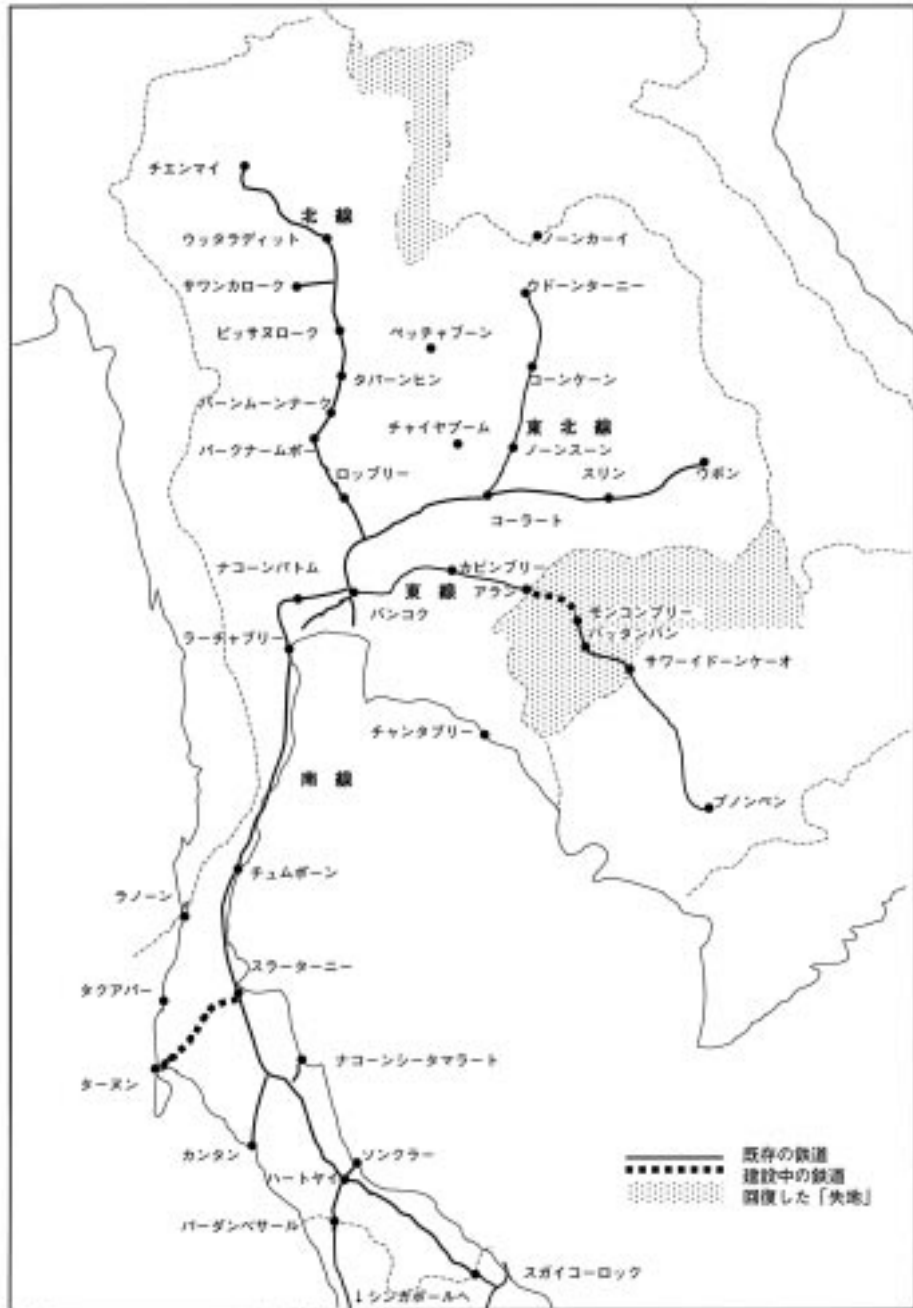 チエンマイ
北線
ウッタラディット
ノーンカーイ
サワンカローク
ウドーンターニー
ピッサヌローク
ペッチャブーン
タパーンヒン
コーンケーン
バーンムーンナーク
チャイヤプーム
東北線
パークナームポー
ノーンスーン
ロップリー
スリン
ウボン
コーラート
ナコーンパトム
カビンブリー
東線
アラン
バンコク
モンコンブリー
バッタンバン
ラーチャブリー
サワーイドーンケーオ
チャンタブリー
南線
プノンペン
チュムポーン
ラノーン
スラーターニー
タクアパー
ナコーンシータマラート
ターヌン
カンタン
ソンクラー
ハートヤイ
パーダンベサール
スガイコーロック
↓シンガポールへ
既存の鉄道
建設中の鉄道
回復した「失地」